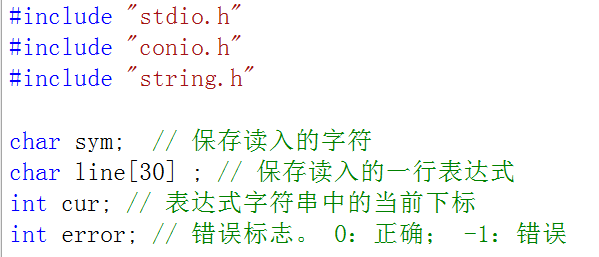 #include "stdio.h"
#include "conio.h"
#include "string.h"
char sym;  // 保存读入的字符
char line[30] ; // 保存读入的一行表达式
int cur; // 表达式字符串中的当前下标
int error; // 错误标志。 0: 正确; -1: 错误